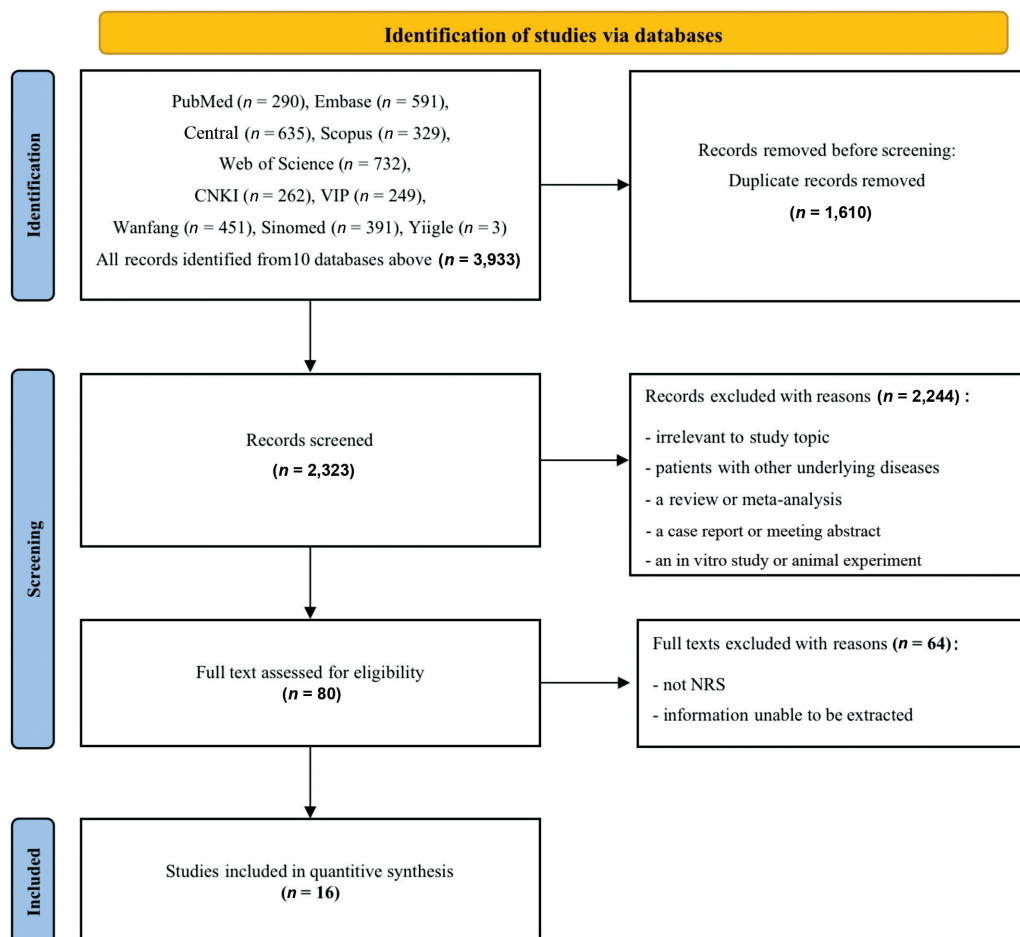 Identification of studies via databases
Identification
PubMed (n = 290), Embase (n = 591),
Central (n = 635), Scopus (n = 329),
Web of Science (n = 732),
CNKI (n = 262), VIP (n = 249),
Wanfang (n = 451), Sinomed (n = 391), Yiigle (n = 3)
All records identified from10 databases above (n = 3,933)
Records removed before screening:
Duplicate records removed
(n = 1,610)
Screening
Records screened
(n = 2,323)
Records excluded with reasons (n = 2,244) :
- irrelevant to study topic
- patients with other underlying diseases
- a review or meta-analysis
- a case report or meeting abstract
- an in vitro study or animal experiment
Full text assessed for eligibility
(n = 80)
Full texts excluded with reasons (n = 64) :
- not NRS
- information unable to be extracted
Included
Studies included in quantitive synthesis
(n = 16)